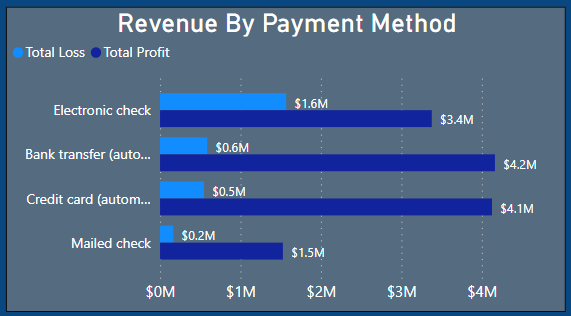 Revenue By Payment Method
Total Loss Total Profit
Electronic check
$1.6M
$3.4M
Bank transfer (auto...
$0.6M
$4.2M
Credit card (autom...
$0.5M
$4.1M
Mailed check
$0.2M
$1.5M
$0M $1M $2M $3M $4M